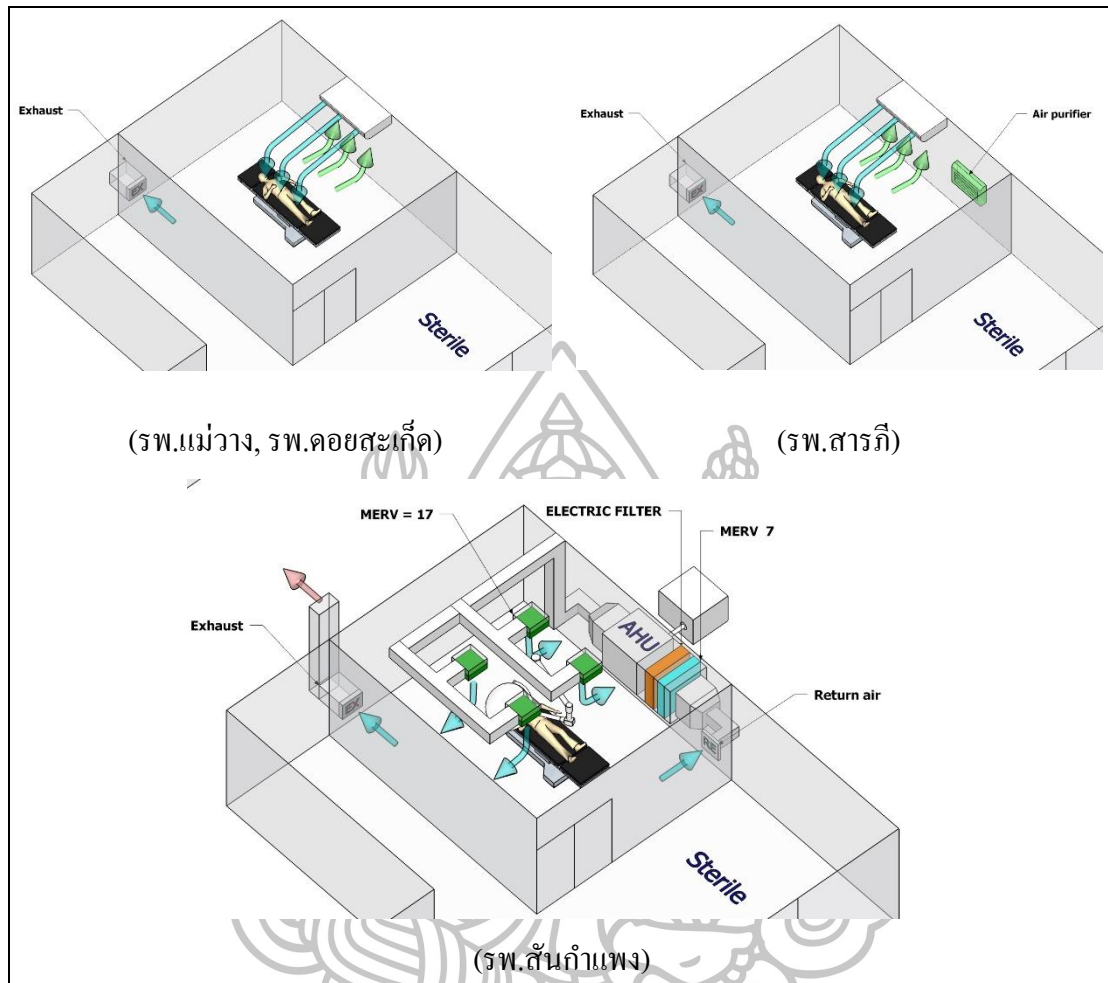 Exhaust
EX
Sterile
(รพ.แม่วาง, รพ.ดอยสะเก็ด)
Exhaust
Air purifier
EX
Sterile
(รพ.สารภี)
MERV = 17
ELECTRIC FILTER
MERV 7
Exhaust
AHU
EX
Return air
RE
Sterile
(รพ.สันกำแพง)